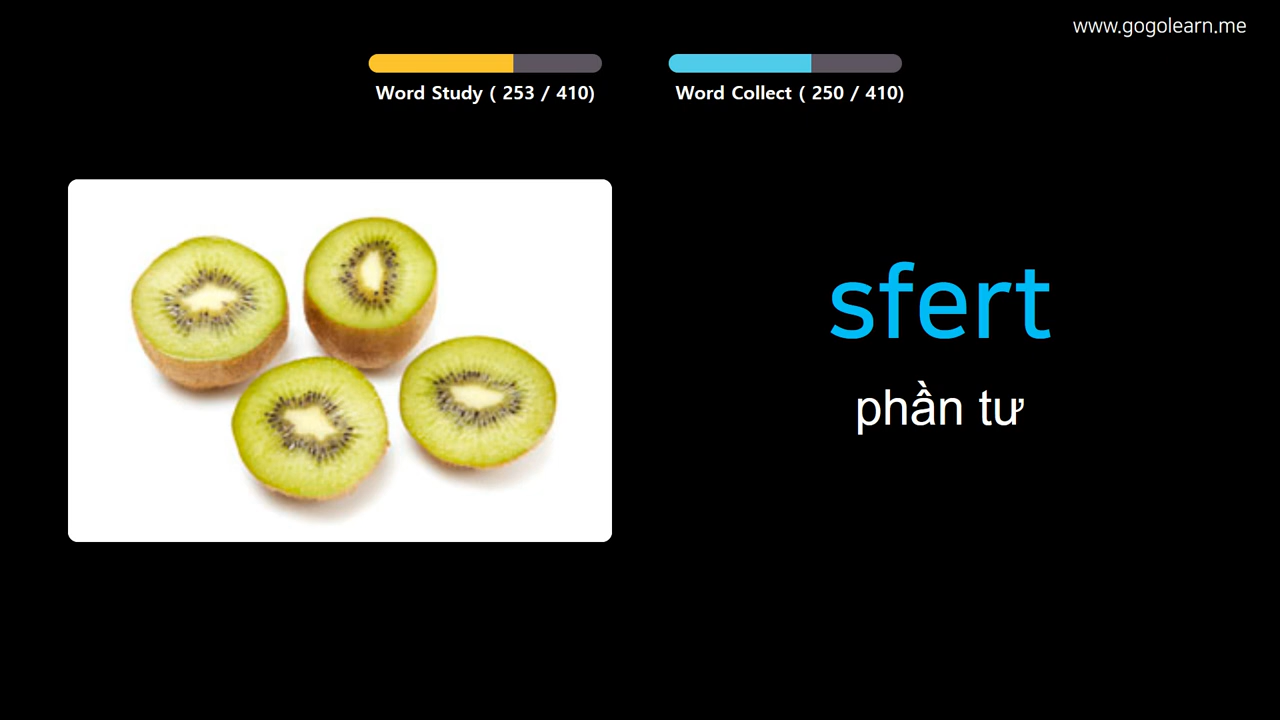 www.gogolearn.me
Word Study ( 253 / 410)
Word Collect ( 250 / 410)
sfert
phần tư